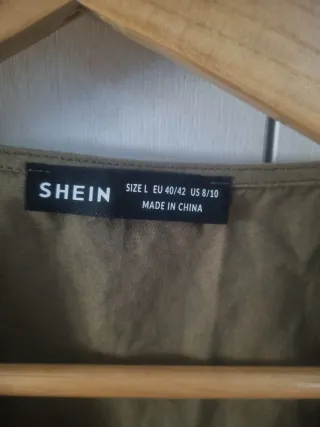 SHEIN
SIZE L EU 40/42 US 8/10
MADE IN CHINA